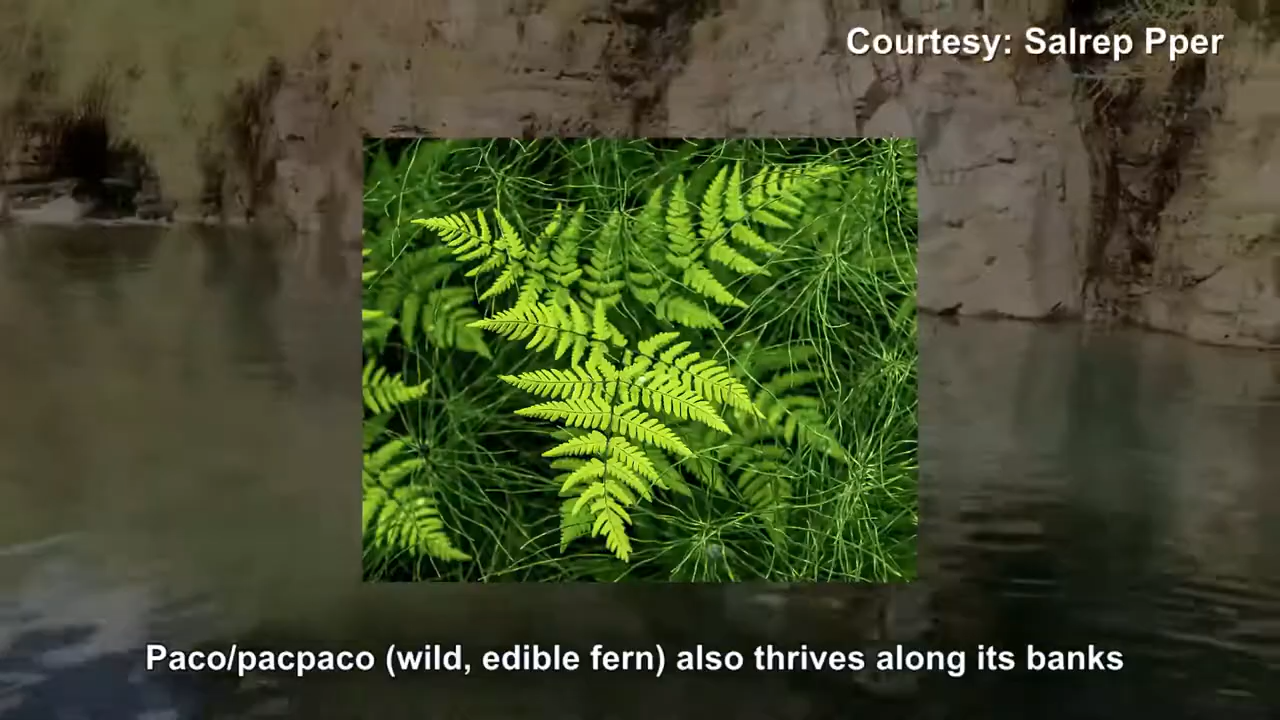 Courtesy: Salrep Pper
Paco/pacpaco (wild, edible fern) also thrives along its banks